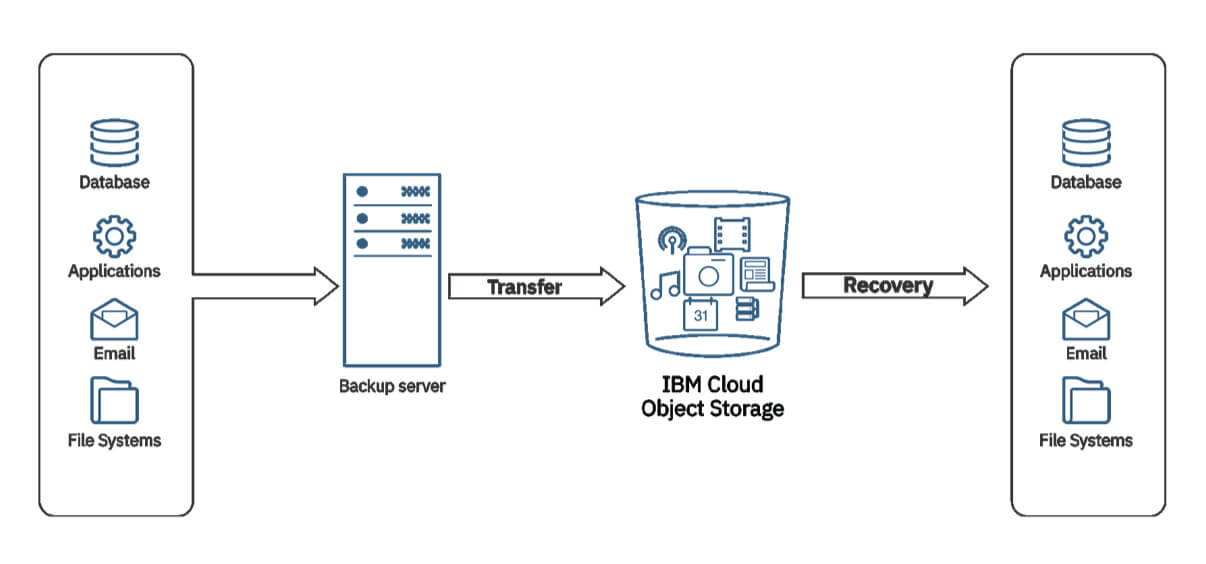 Database
Applications
Email
File Systems
Backup server
Transfer
31
IBM Cloud
Object Storage
Recovery
Database
Applications
Email
File Systems